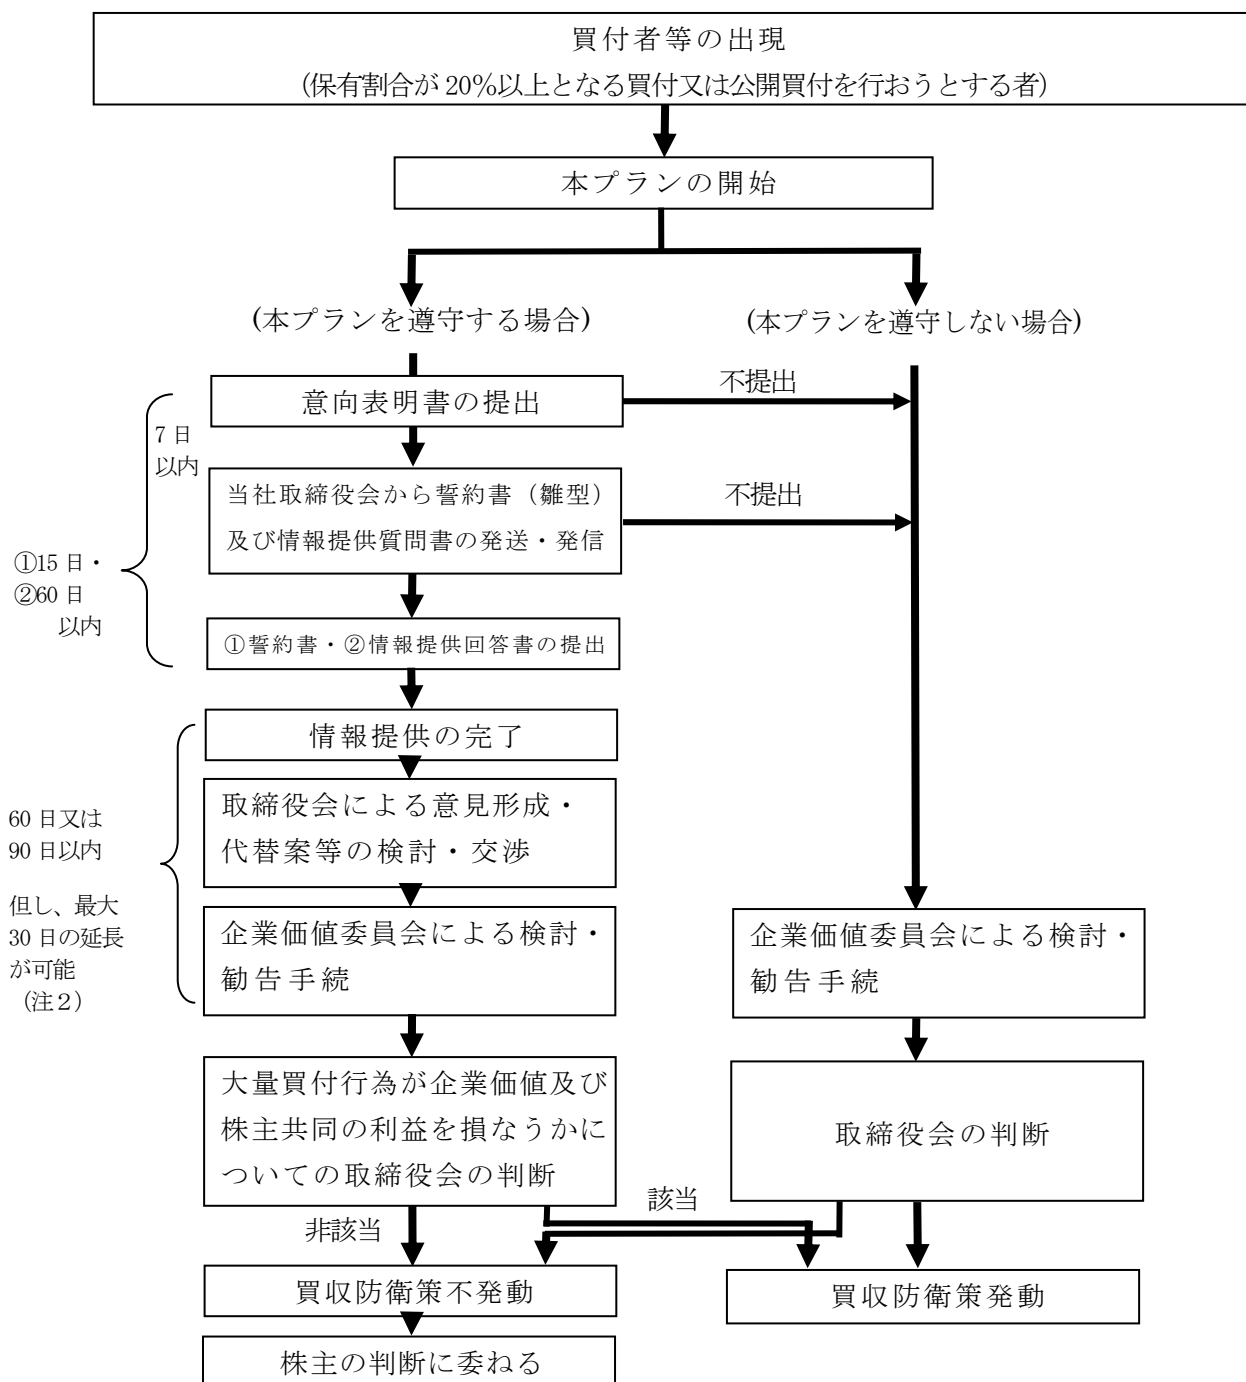 買付者等の出現
(保有割合が 20%以上となる買付又は公開買付を行おうとする者)
本プランの開始
(本プランを遵守する場合)
(本プランを遵守しない場合)
意向表明書の提出
不提出
7 日
以内
当社取締役会から誓約書（雛型）
及び情報提供質問書の発送・発信
不提出
①15 日・
②60 日
以内
①誓約書・②情報提供回答書の提出
情報提供の完了
取締役会による意見形成・
代替案等の検討・交渉
60 日又は
90 日以内
但し、最大
30 日の延長
が可能
（注２）
企業価値委員会による検討・
勧告手続
企業価値委員会による検討・
勧告手続
大量買付行為が企業価値及び
株主共同の利益を損なうかに
ついての取締役会の判断
取締役会の判断
該当
非該当
買収防衛策不発動
買収防衛策発動
株主の判断に委ねる